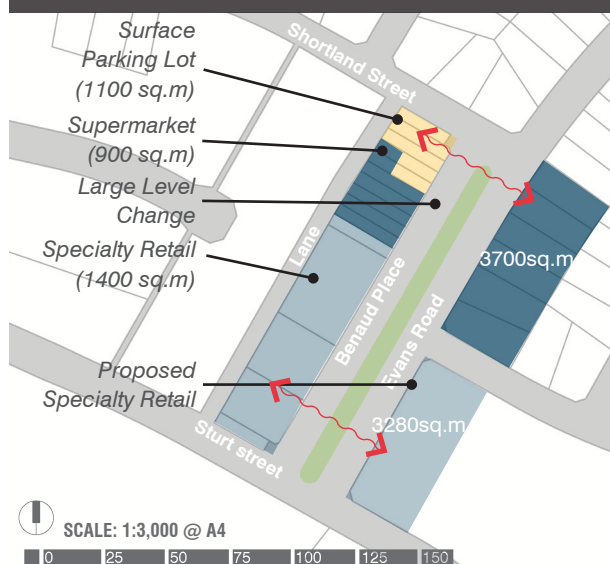 Surface
Parking Lot
(1100 sq.m)
Shortland Street
Supermarket
(900 sq.m)
Large Level
Change
Specialty Retail
(1400 sq.m)
Lane
Benaud Place
Evans Road
3700sq.m
Proposed
Specialty Retail
3280sq.m
Sturt street
SCALE: 1:3,000 @ A4
0 25 50 75 100 125 150